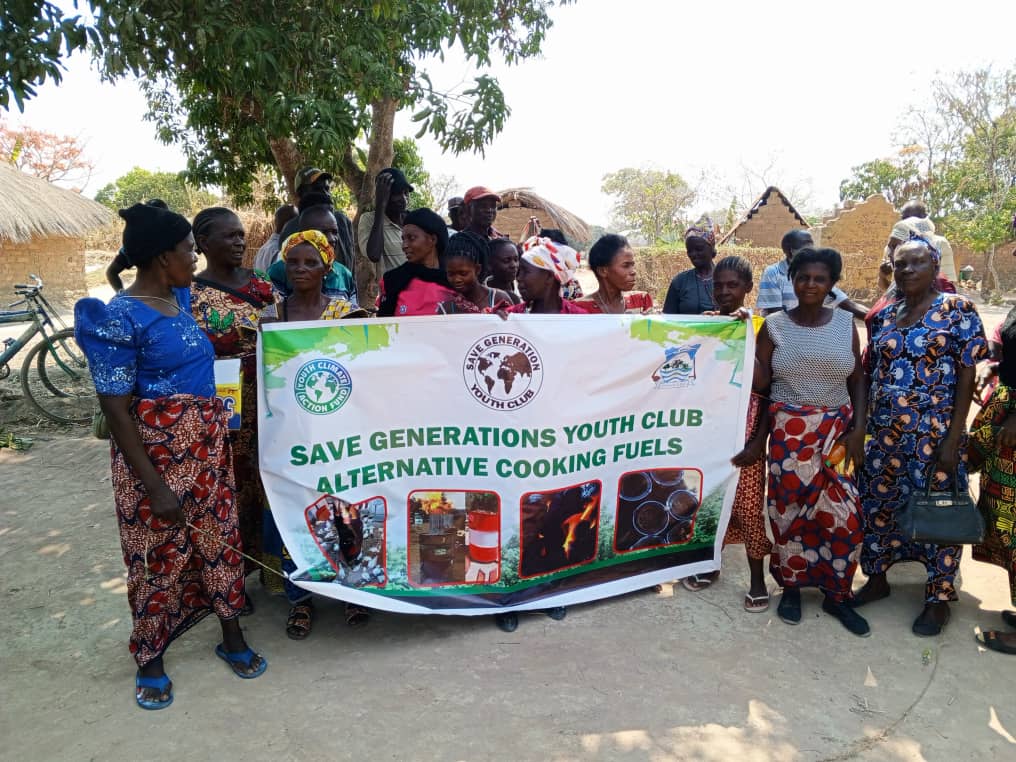 YOUTH CLIMATE
ACTION FUND
SAVE GENERATION
YOUTH CLUB
SAVE GENERATIONS YOUTH CLUB
ALTERNATIVE COOKING FUELS